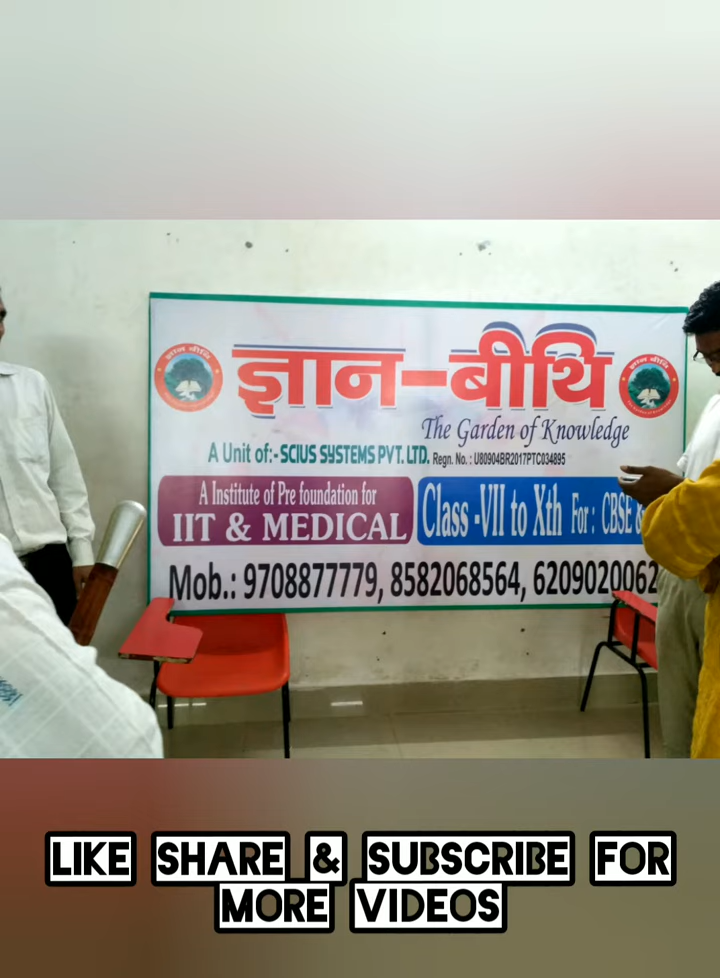 ज्ञान-बीथि
ज्ञान बीथि
ज्ञान बीथि
The Garden of Knowledge
A Unit of:- SCIUS SYSTEMS PVT. LTD. Regn. No. : U80904BR2017PTC034895
A Institute of Pre foundation for
IIT & MEDICAL
Class -VII to Xth For : CBSE &
Mob.: 9708877779, 8582068564, 6209020062
LIKE SHARE & SUBSCRIBE FOR
MORE VIDEOS